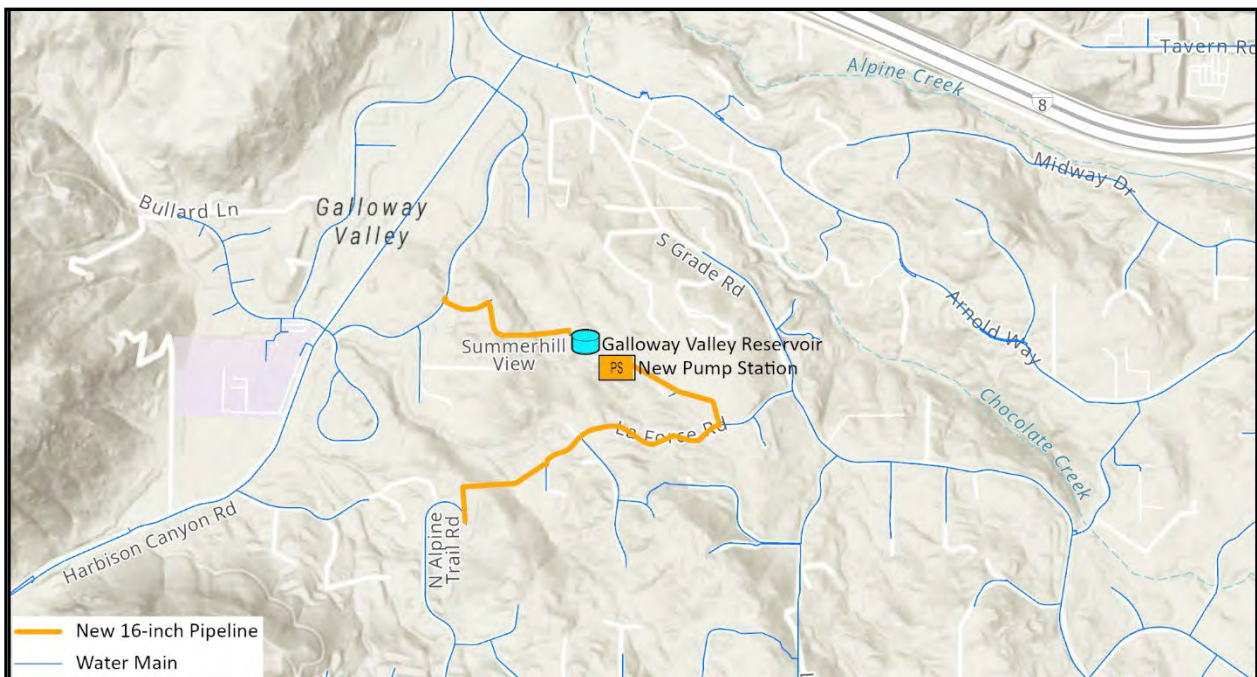 Tavern Rd
Alpine Creek
8
Midway Dr
Bullard Ln
Galloway
Valley
S Grade Rd
Arnold Way
Summerhill
View
Galloway Valley Reservoir
PS
New Pump Station
Chocolate Creek
La Force Rd
N Alpine
Trail Rd
Harbison Canyon Rd
New 16-inch Pipeline
Water Main